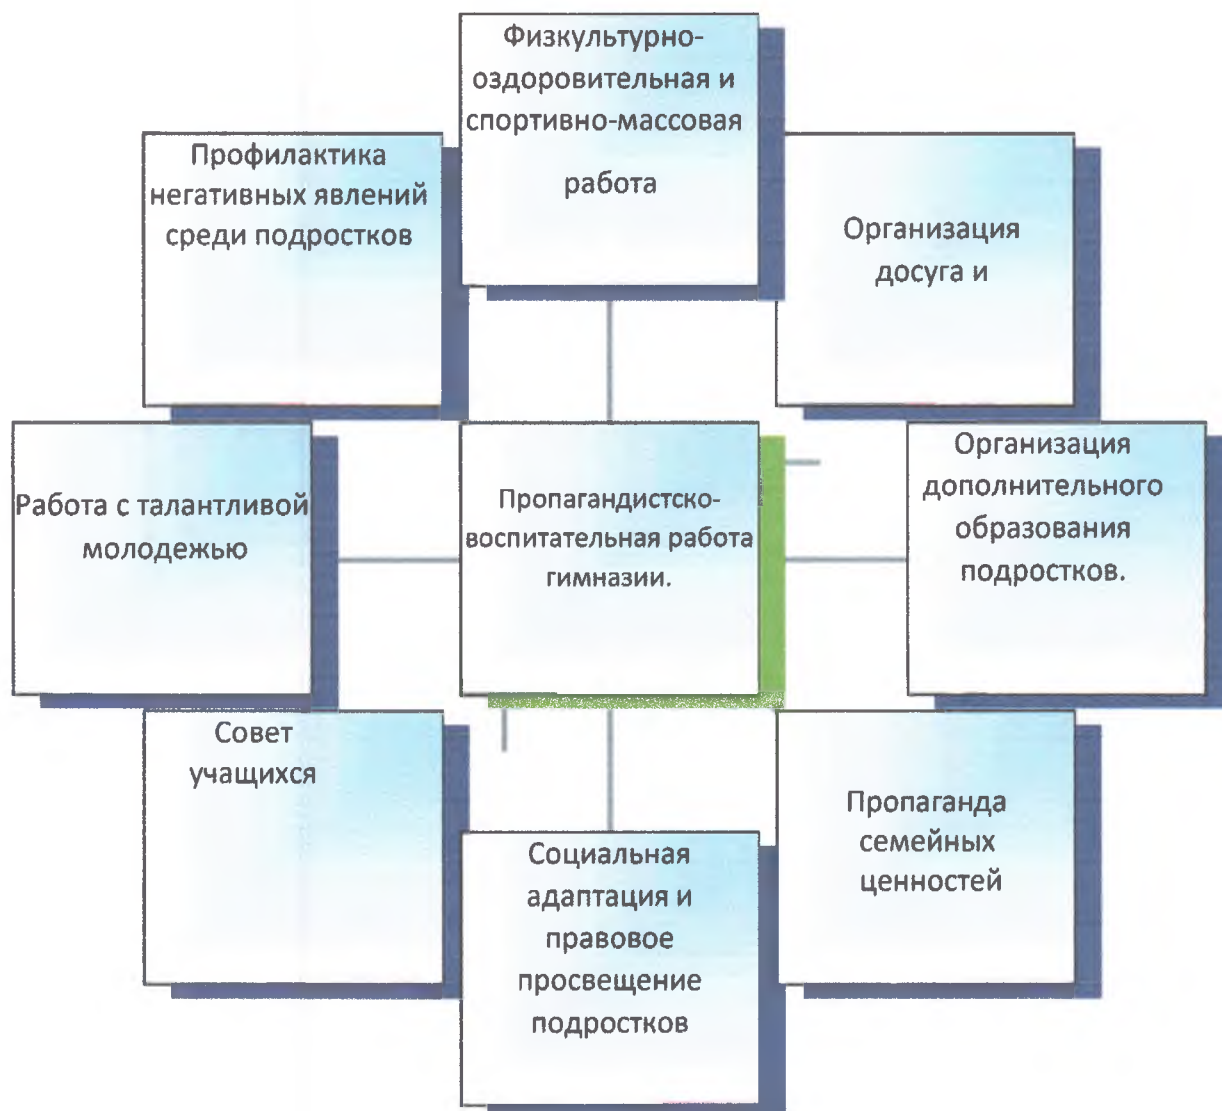 Физкультурно-
оздоровительная и
спортивно-массовая
работа
Профилактика
негативных явлений
среди подростков
Организация
досуга и
Работа с талантливой
молодежью
Пропагандистско-
воспитательная работа
гимназии.
Организация
дополнительного
образования
подростков.
Совет
учащихся
Социальная
адаптация и
правовое
просвещение
подростков
Пропаганда
семейных
ценностей